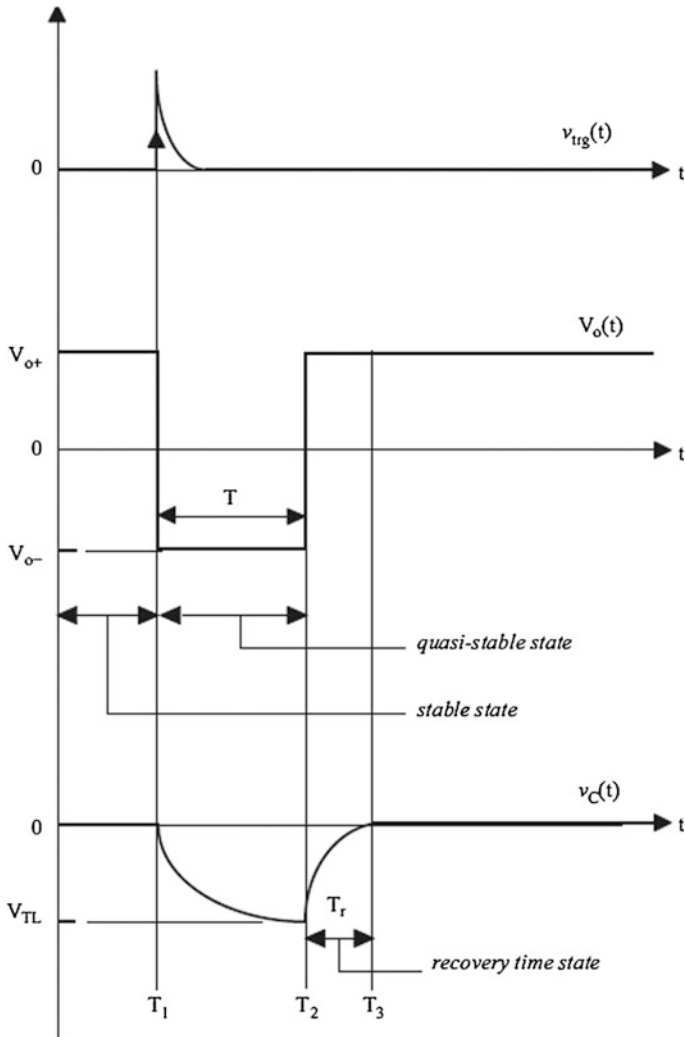 v_trg(t)
0
t
V_o(t)
V_o+
0
t
T
V_o−
quasi-stable state
stable state
v_C(t)
0
t
V_TL
T_r
recovery time state
T_1
T_2
T_3